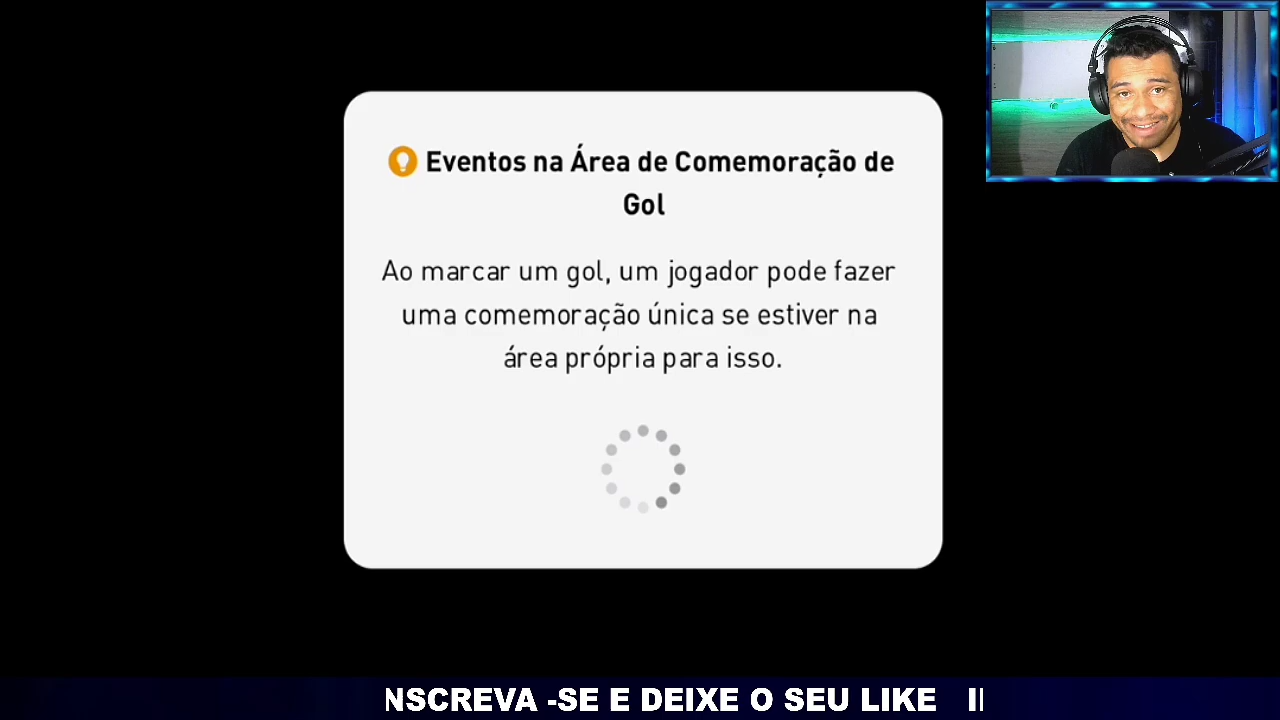 Eventos na Área de Comemoração de
Gol
Ao marcar um gol, um jogador pode fazer
uma comemoração única se estiver na
área própria para isso.
NSCREVA -SE E DEIXE O SEU LIKE